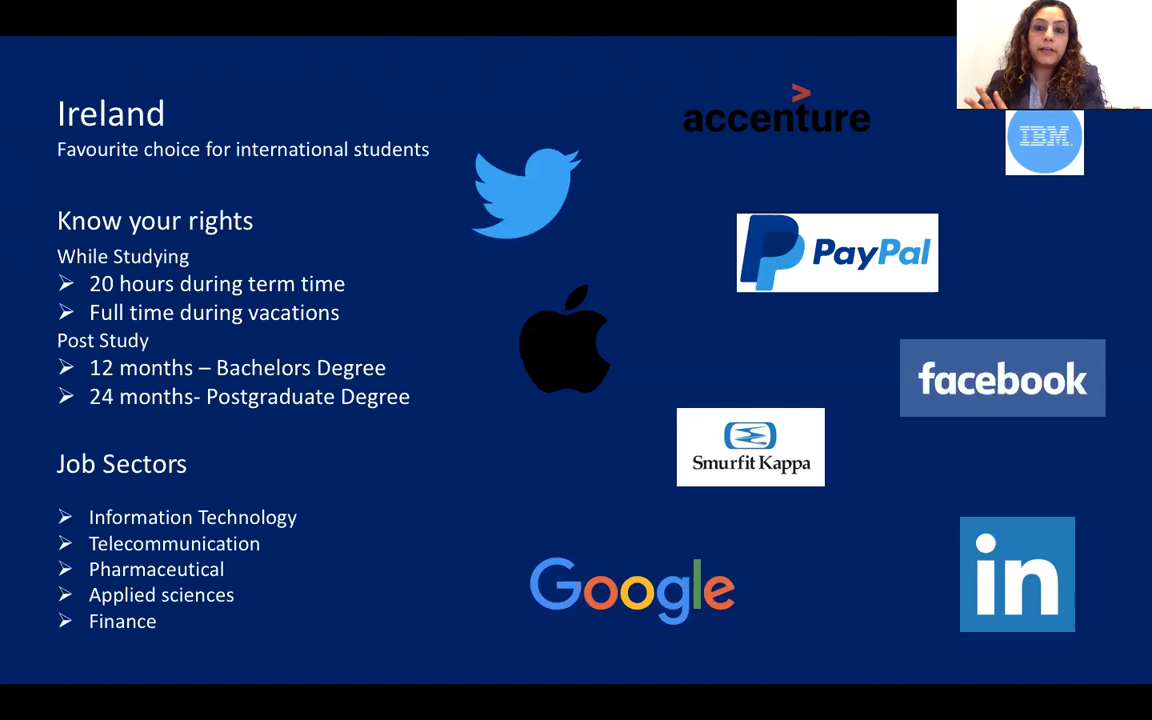 Ireland
Favourite choice for international students
Know your rights
While Studying
➢ 20 hours during term time
➢ Full time during vacations
Post Study
➢ 12 months – Bachelors Degree
➢ 24 months- Postgraduate Degree
Job Sectors
➢ Information Technology
➢ Telecommunication
➢ Pharmaceutical
➢ Applied sciences
➢ Finance
>
accenture
IBM
PayPal
facebook
Smurfit Kappa
Google
in